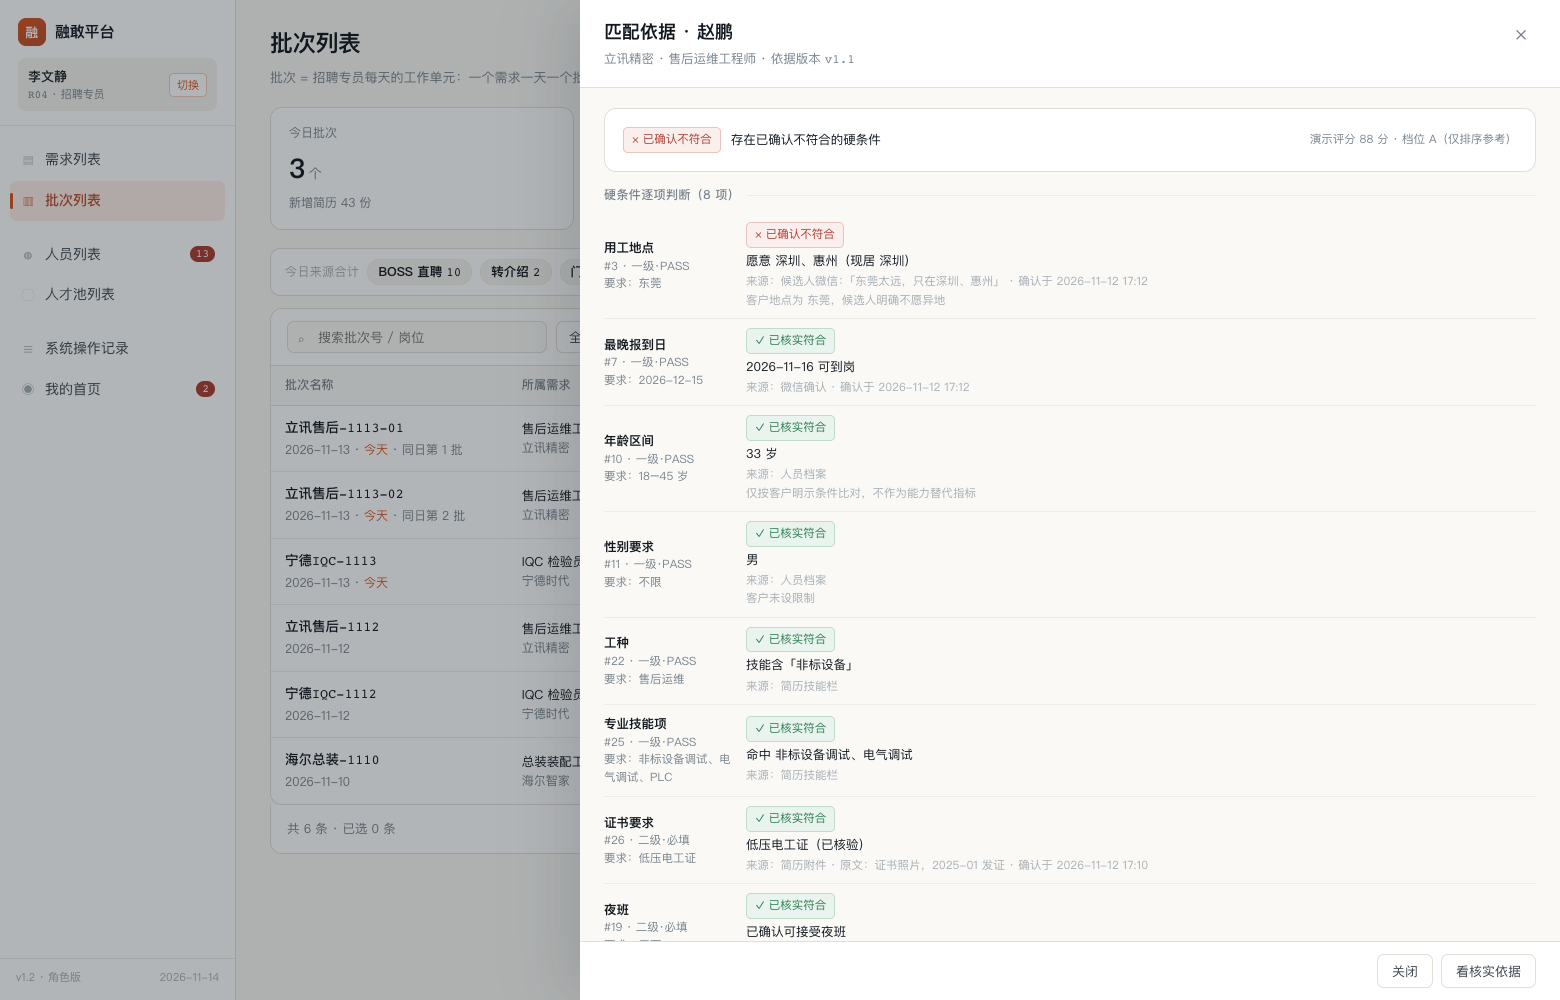 融 融敢平台
李文静
R04 · 招聘专员
切换
需求列表
批次列表
人员列表 13
人才池列表
系统操作记录
我的首页 2
v1.2 · 角色版 2026-11-14
批次列表
批次 = 招聘专员每天的工作单元：一个需求一天一个批
今日批次
3 个
新增简历 43 份
今日来源合计 BOSS 直聘 10 转介绍 2
搜索批次号 / 岗位
批次名称 所属需求
立讯售后-1113-01
2026-11-13 · 今天 · 同日第 1 批
售后运维工
立讯精密
立讯售后-1113-02
2026-11-13 · 今天 · 同日第 2 批
售后运维工
立讯精密
宁德IQC-1113
2026-11-13 · 今天
IQC 检验员
宁德时代
立讯售后-1112
2026-11-12
售后运维工
立讯精密
宁德IQC-1112
2026-11-12
IQC 检验员
宁德时代
海尔总装-1110
2026-11-10
总装装配工
海尔智家
共 6 条 · 已选 0 条
匹配依据 · 赵鹏
立讯精密 · 售后运维工程师 · 依据版本 v1.1
×
× 已确认不符合 存在已确认不符合的硬条件 演示评分 88 分 · 档位 A（仅排序参考）
硬条件逐项判断（8 项）
用工地点
#3 · 一级·PASS
要求：东莞
× 已确认不符合
愿意 深圳、惠州（现居 深圳）
来源：候选人微信：「东莞太远，只在深圳、惠州」 · 确认于 2026-11-12 17:12
客户地点为 东莞，候选人明确不愿异地
最晚报到日
#7 · 一级·PASS
要求：2026-12-15
✓ 已核实符合
2026-11-16 可到岗
来源：微信确认 · 确认于 2026-11-12 17:12
年龄区间
#10 · 一级·PASS
要求：18—45 岁
✓ 已核实符合
33 岁
来源：人员档案
仅按客户明示条件比对，不作为能力替代指标
性别要求
#11 · 一级·PASS
要求：不限
✓ 已核实符合
男
来源：人员档案
客户未设限制
工种
#22 · 一级·PASS
要求：售后运维
✓ 已核实符合
技能含「非标设备」
来源：简历技能栏
专业技能项
#25 · 一级·PASS
要求：非标设备调试、电
气调试、PLC
✓ 已核实符合
命中 非标设备调试、电气调试
来源：简历技能栏
证书要求
#26 · 二级·必填
要求：低压电工证
✓ 已核实符合
低压电工证（已核验）
来源：简历附件 · 原文：证书照片，2025-01 发证 · 确认于 2026-11-12 17:10
夜班
#19 · 二级·必填
✓ 已核实符合
已确认可接受夜班
关闭 看核实依据